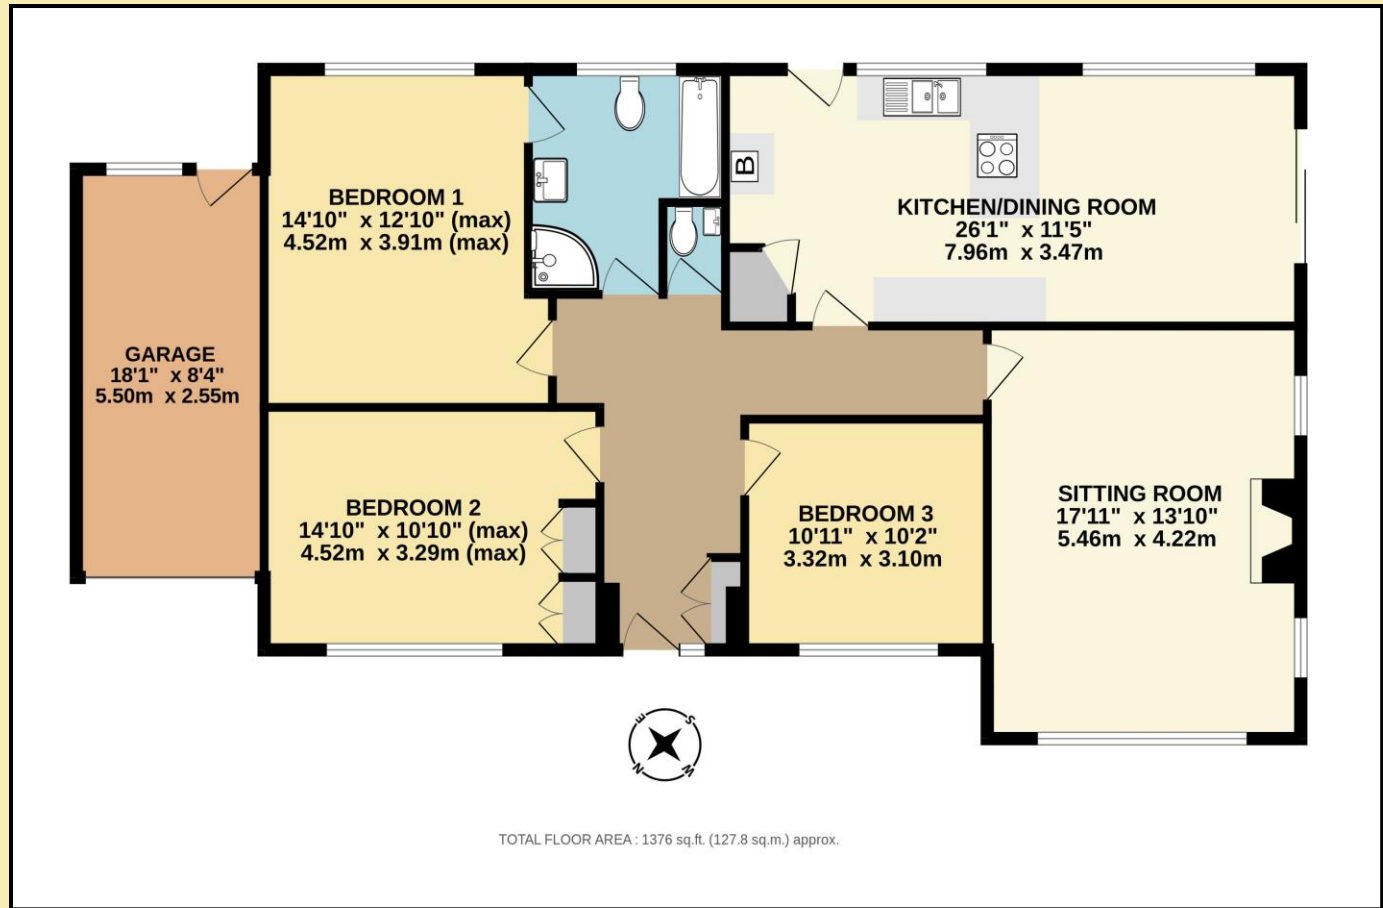 BEDROOM 1
14'10" x 12'10" (max)
4.52m x 3.91m (max)
B
KITCHEN/DINING ROOM
26'1" x 11'5"
7.96m x 3.47m
GARAGE
18'1" x 8'4"
5.50m x 2.55m
BEDROOM 2
14'10" x 10'10" (max)
4.52m x 3.29m (max)
BEDROOM 3
10'11" x 10'2"
3.32m x 3.10m
SITTING ROOM
17'11" x 13'10"
5.46m x 4.22m
E
S
N
W
TOTAL FLOOR AREA : 1376 sq.ft. (127.8 sq.m.) approx.